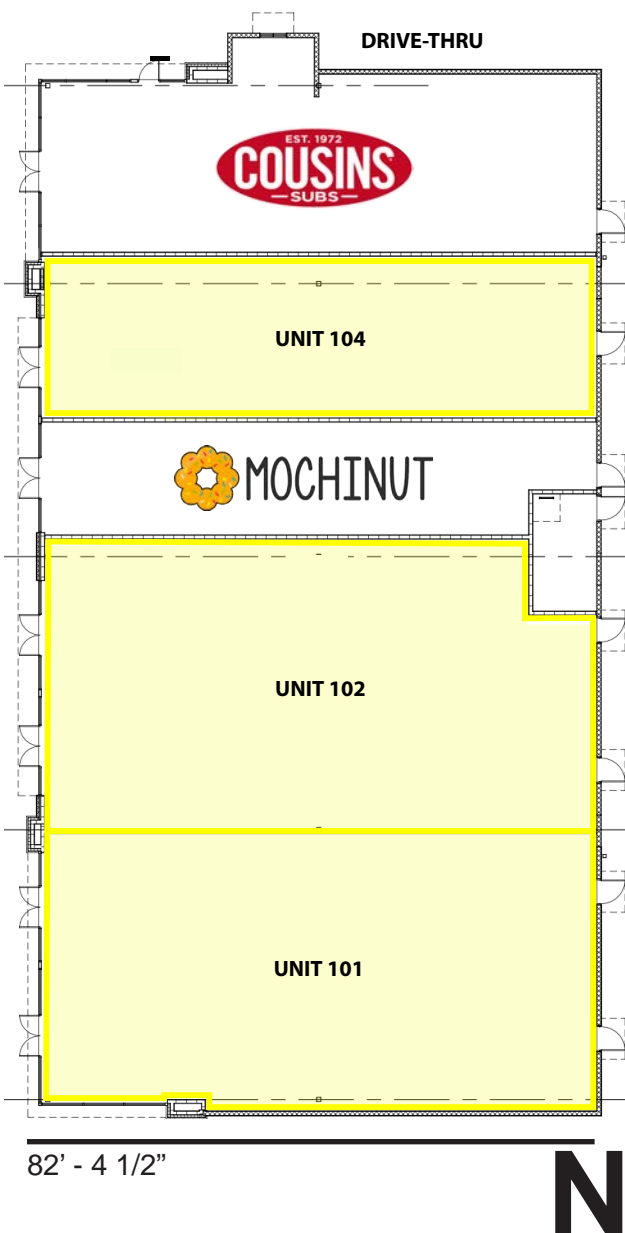 DRIVE-THRU
EST. 1972
COUSINS
SUBS
UNIT 104
MOCHINUT
UNIT 102
UNIT 101
82’ - 4 1/2”
N